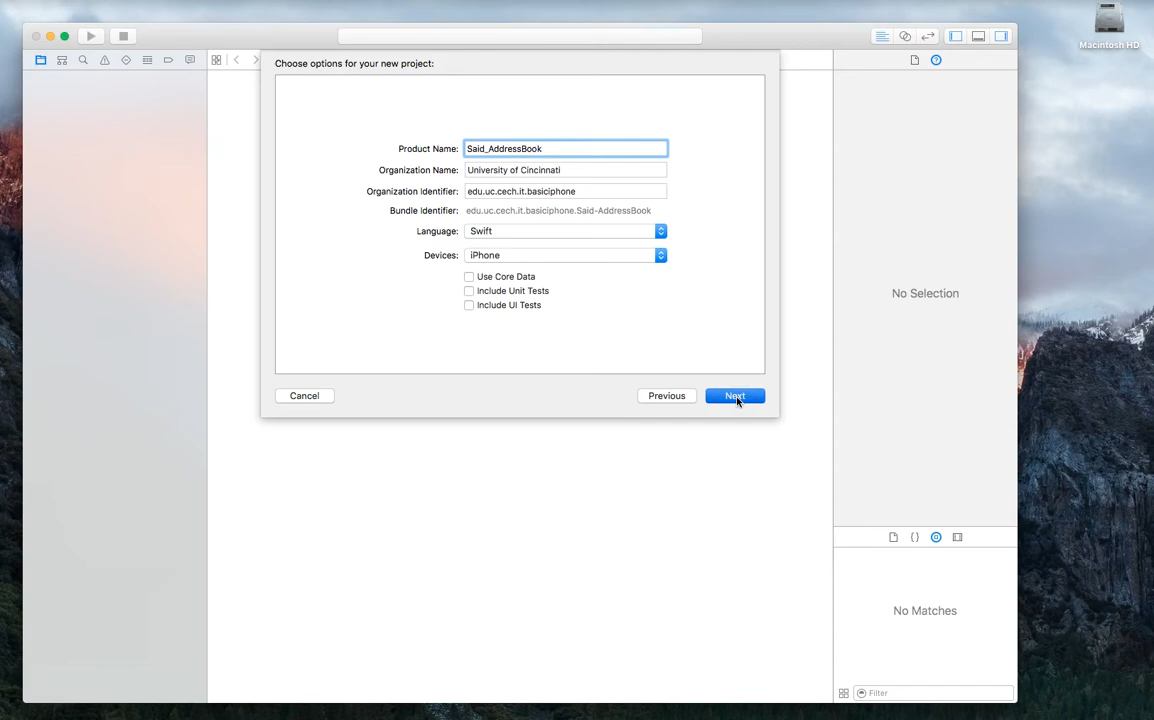 Macintosh HD
Choose options for your new project:
Product Name: Said_AddressBook
Organization Name: University of Cincinnati
Organization Identifier: edu.uc.cech.it.basiciphone
Bundle Identifier: edu.uc.cech.it.basiciphone.Said-AddressBook
Language: Swift
Devices: iPhone
Use Core Data
Include Unit Tests
Include UI Tests
No Selection
Cancel
Previous
Next
No Matches
Filter